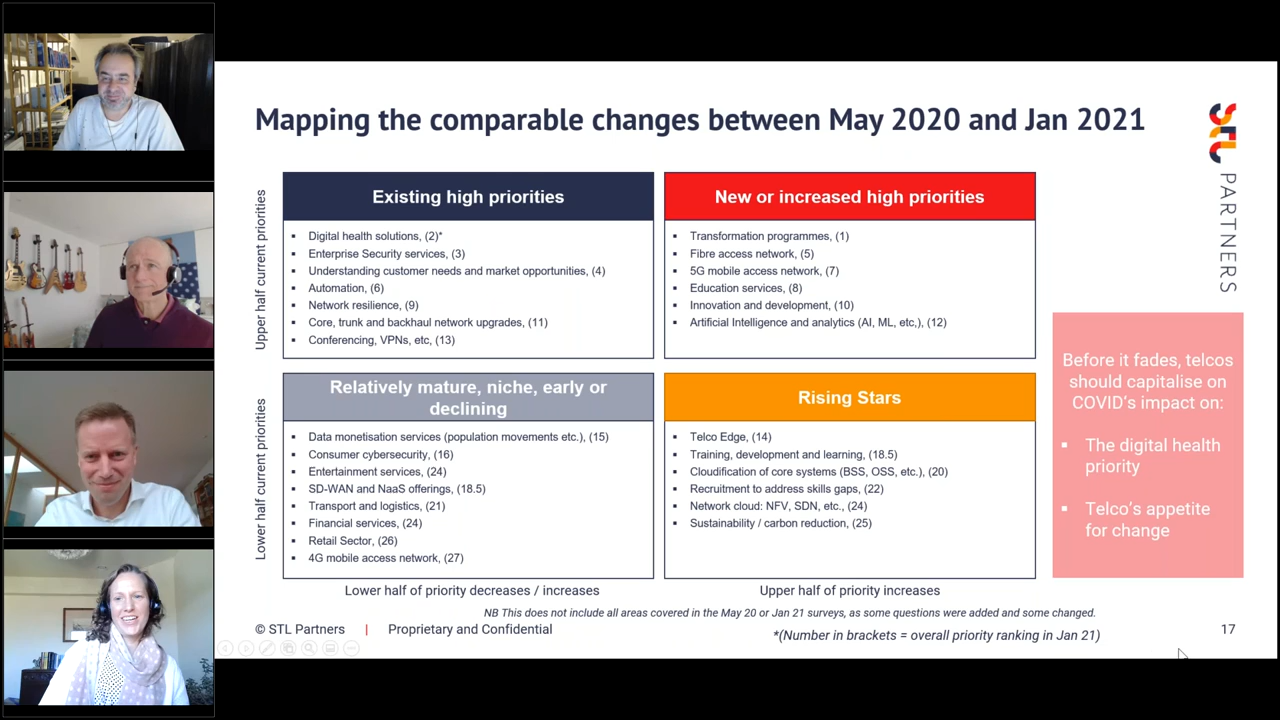 Mapping the comparable changes between May 2020 and Jan 2021
STL PARTNERS
Upper half current priorities
Existing high priorities
▪ Digital health solutions, (2)*
▪ Enterprise Security services, (3)
▪ Understanding customer needs and market opportunities, (4)
▪ Automation, (6)
▪ Network resilience, (9)
▪ Core, trunk and backhaul network upgrades, (11)
▪ Conferencing, VPNs, etc, (13)
New or increased high priorities
▪ Transformation programmes, (1)
▪ Fibre access network, (5)
▪ 5G mobile access network, (7)
▪ Education services, (8)
▪ Innovation and development, (10)
▪ Artificial Intelligence and analytics (AI, ML, etc,), (12)
Lower half current priorities
Relatively mature, niche, early or
declining
▪ Data monetisation services (population movements etc.), (15)
▪ Consumer cybersecurity, (16)
▪ Entertainment services, (24)
▪ SD-WAN and NaaS offerings, (18.5)
▪ Transport and logistics, (21)
▪ Financial services, (24)
▪ Retail Sector, (26)
▪ 4G mobile access network, (27)
Rising Stars
▪ Telco Edge, (14)
▪ Training, development and learning, (18.5)
▪ Cloudification of core systems (BSS, OSS, etc.), (20)
▪ Recruitment to address skills gaps, (22)
▪ Network cloud: NFV, SDN, etc., (24)
▪ Sustainability / carbon reduction, (25)
Before it fades, telcos
should capitalise on
COVID's impact on:
▪ The digital health
priority
▪ Telco's appetite
for change
Lower half of priority decreases / increases
Upper half of priority increases
NB This does not include all areas covered in the May 20 or Jan 21 surveys, as some questions were added and some changed.
© STL Partners | Proprietary and Confidential
*(Number in brackets = overall priority ranking in Jan 21)
17